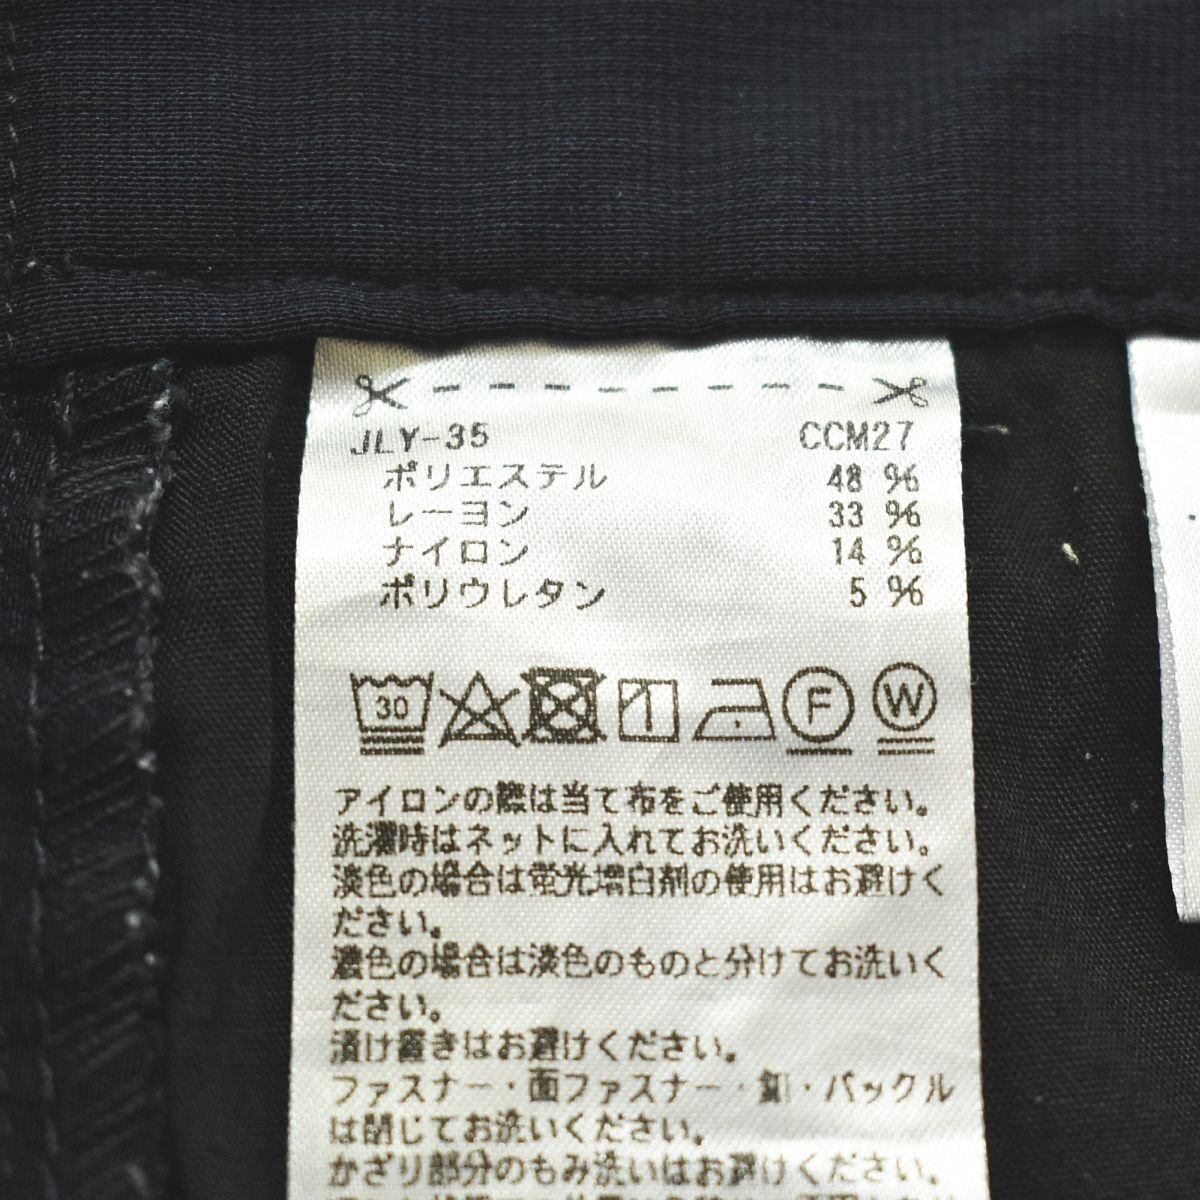 JLY-35 CCM27
ポリエステル 48 %
レーヨン 33 %
ナイロン 14 %
ポリウレタン 5 %
30 F W
アイロンの際は当て布をご使用ください。
洗濯時はネットに入れてお洗いください。
淡色の場合は蛍光増白剤の使用はお避けく
ださい。
濃色の場合は淡色のものと分けてお洗いく
ださい。
漬け置きはお避けください。
ファスナー・面ファスナー・釦・バックル
は閉じてお洗いください。
かざり部分のもみ洗いはお避けください。